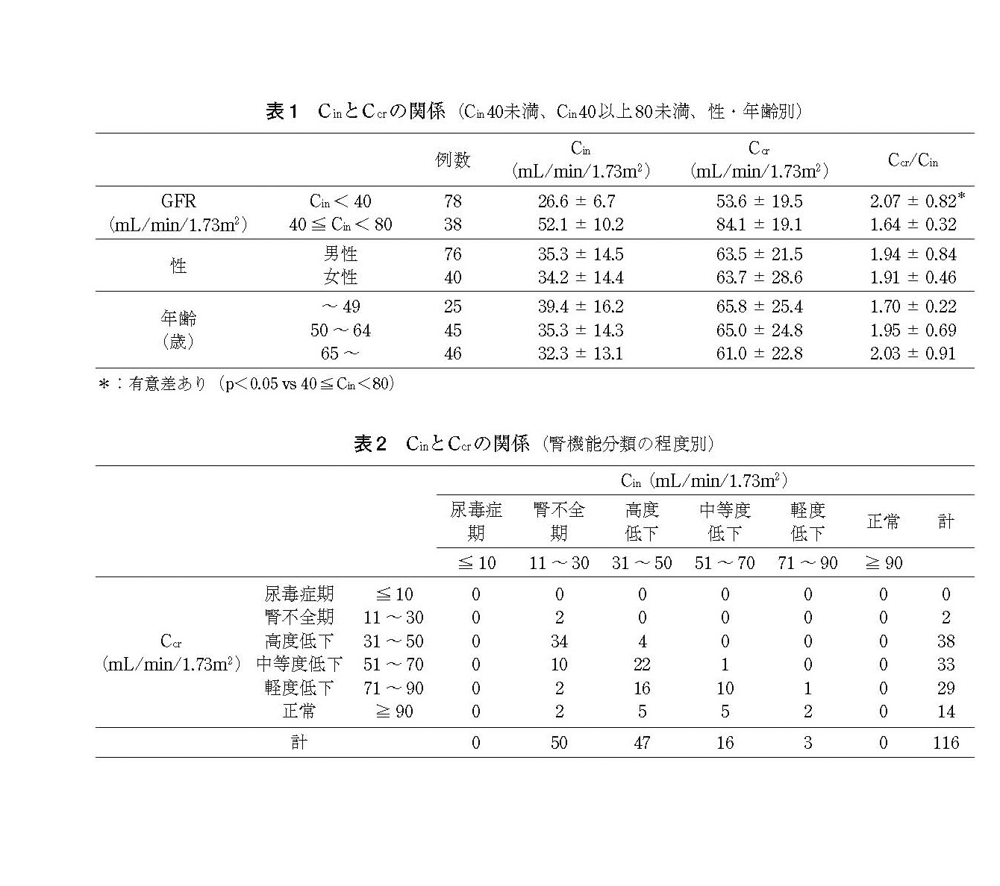 表1 CinとCcrの関係（Cin40未満、Cin40以上80未満、性・年齢別）
例数 Cin (mL/min/1.73m²) Ccr (mL/min/1.73m²) Ccr/Cin
GFR (mL/min/1.73m²) Cin＜40 78 26.6 ± 6.7 53.6 ± 19.5 2.07 ± 0.82*
40≦Cin＜80 38 52.1 ± 10.2 84.1 ± 19.1 1.64 ± 0.32
性 男性 76 35.3 ± 14.5 63.5 ± 21.5 1.94 ± 0.84
女性 40 34.2 ± 14.4 63.7 ± 28.6 1.91 ± 0.46
年齢（歳） ～49 25 39.4 ± 16.2 65.8 ± 25.4 1.70 ± 0.22
50～64 45 35.3 ± 14.3 65.0 ± 24.8 1.95 ± 0.69
65～ 46 32.3 ± 13.1 61.0 ± 22.8 2.03 ± 0.91
＊：有意差あり（p＜0.05 vs 40≦Cin＜80）
表2 CinとCcrの関係（腎機能分類の程度別）
Cin (mL/min/1.73m²)
尿毒症期 腎不全期 高度低下 中等度低下 軽度低下 正常 計
≦10 11～30 31～50 51～70 71～90 ≧90
尿毒症期 ≦10 0 0 0 0 0 0 0
腎不全期 11～30 0 2 0 0 0 0 2
Ccr 高度低下 31～50 0 34 4 0 0 0 38
(mL/min/1.73m²) 中等度低下 51～70 0 10 22 1 0 0 33
軽度低下 71～90 0 2 16 10 1 0 29
正常 ≧90 0 2 5 5 2 0 14
計 0 50 47 16 3 0 116